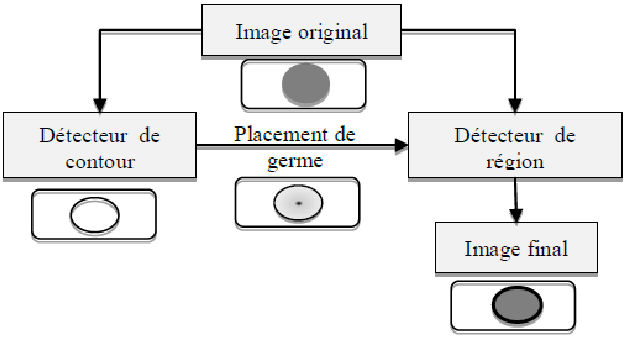 Image original
Détecteur de
contour
Placement de
germe
Détecteur de
région
Image final